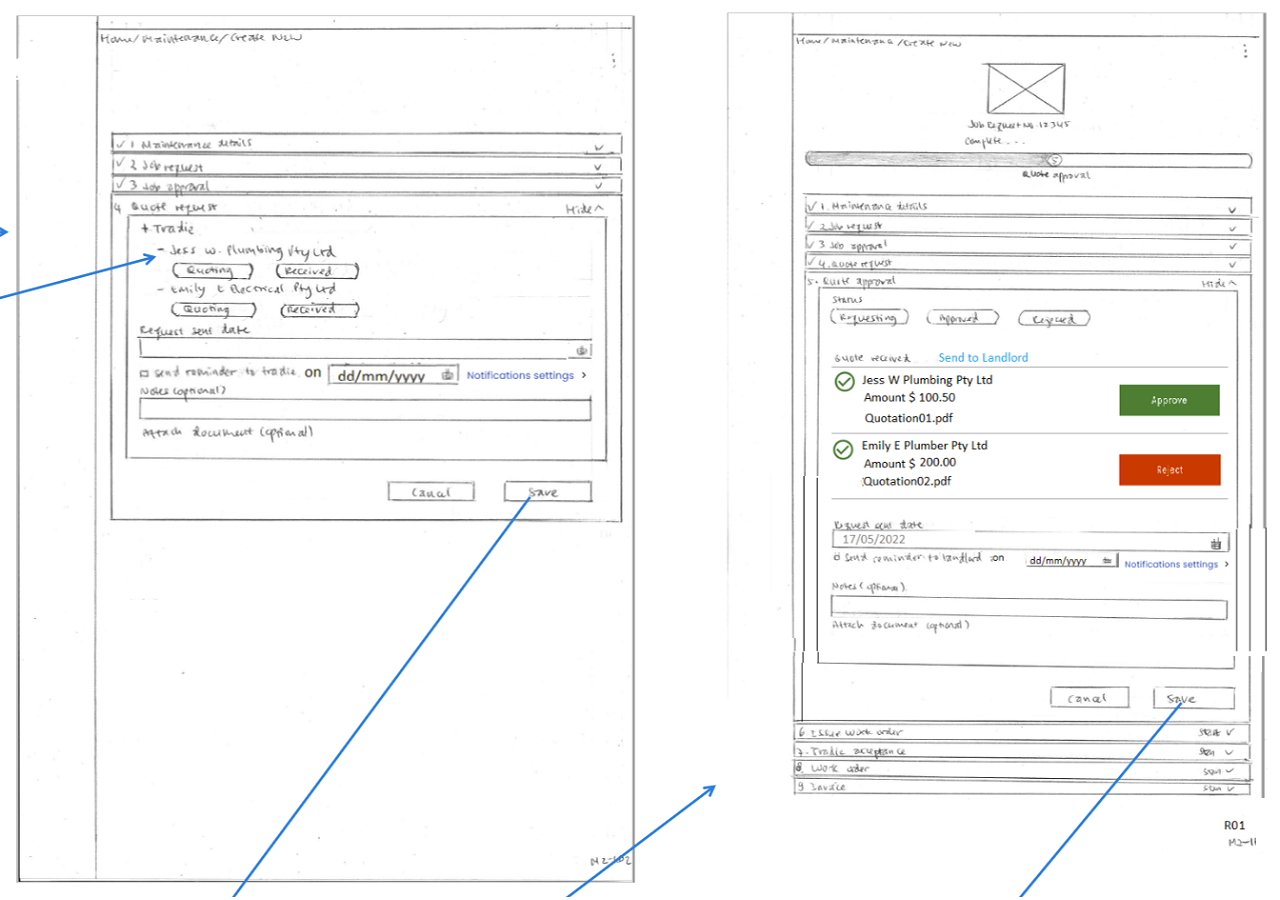 Home/Maintenance/Create New
✓ 1 Maintenance details
✓ 2 Job request
✓ 3 Job approval
4 Quote request Hide ^
+ Tradie
- Jess W. Plumbing Pty Ltd
Quoting Received
- Emily E Electrical Pty Ltd
Quoting Received
Request sent date
Send reminder to tradie on dd/mm/yyyy Notifications settings >
Notes (optional)
Attach document (optional)
Cancel Save
Home/Maintenance/Create New
Job Request No. 12345
Complete....
5
Quote approval
✓ 1. Maintenance details
✓ 2. Job request
✓ 3 Job approval
✓ 4. Quote request
5. Quote approval Hide ^
Status
Requesting Approved Rejected
Quote received Send to Landlord
Jess W Plumbing Pty Ltd
Amount $ 100.50
Approve
Quotation01.pdf
Emily E Plumber Pty Ltd
Amount $ 200.00
Reject
Quotation02.pdf
Request sent date
17/05/2022
Send reminder to landlord on dd/mm/yyyy Notifications settings >
Notes (optional)
Attach document (optional)
Cancel Save
6 Issue work order Start
7. Tradie acceptance Start
8. Work order Start
9 Invoice Start
R01
M2-11